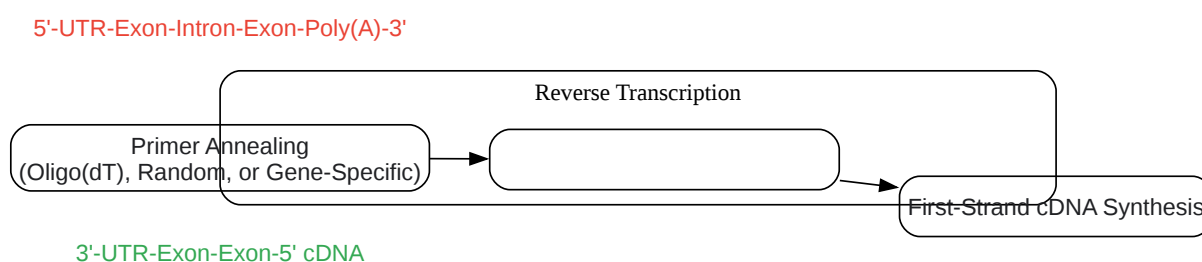 5'-UTR-Exon-Intron-Exon-Poly(A)-3'
Reverse Transcription
Primer Annealing
(Oligo(dT), Random, or Gene-Specific)
First-Strand cDNA Synthesis
3'-UTR-Exon-Exon-5' cDNA